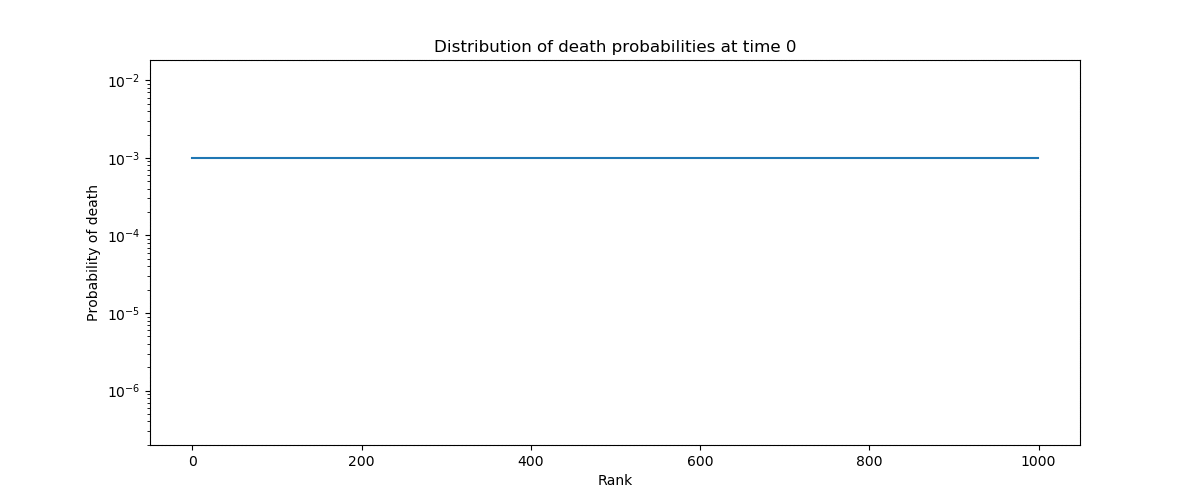 Distribution of death probabilities at time 0
Probability of death
10⁻²
10⁻³
10⁻⁴
10⁻⁵
10⁻⁶
0 200 400 600 800 1000
Rank